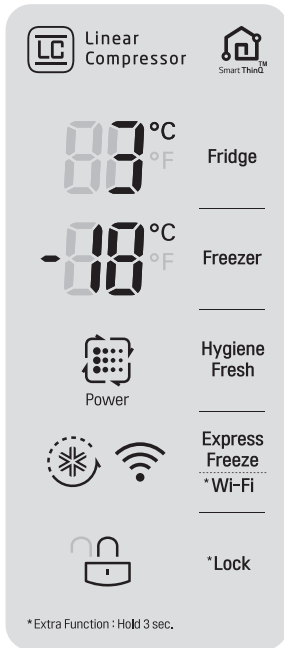 LC Linear
Compressor
Smart ThinQ™
3 °C
°F
Fridge
-18 °C
°F
Freezer
Power
Hygiene
Fresh
Express
Freeze
*Wi-Fi
*Lock
*Extra Function : Hold 3 sec.